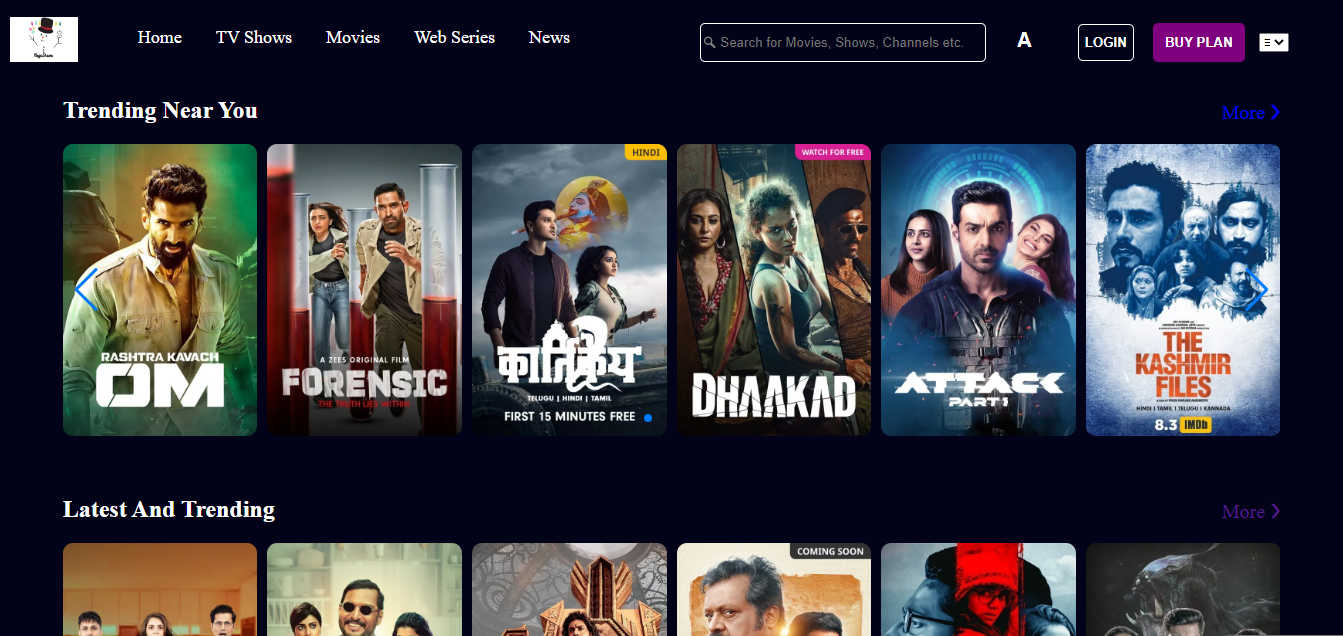 Home
TV Shows
Movies
Web Series
News
Search for Movies, Shows, Channels etc.
A
LOGIN
BUY PLAN
Trending Near You
More
RASHTRA KAVACH
OM
A ZEE5 ORIGINAL FILM
FORENSIC
THE TRUTH LIES WITHIN
HINDI
कार्तिकेय 2
TELUGU | HINDI | TAMIL
FIRST 15 MINUTES FREE
WATCH FOR FREE
DHAAKAD
ATTACK
PART 1
THE
KASHMIR
FILES
HINDI | TAMIL | TELUGU | KANNADA
8.3 IMDb
Latest And Trending
More
COMING SOON